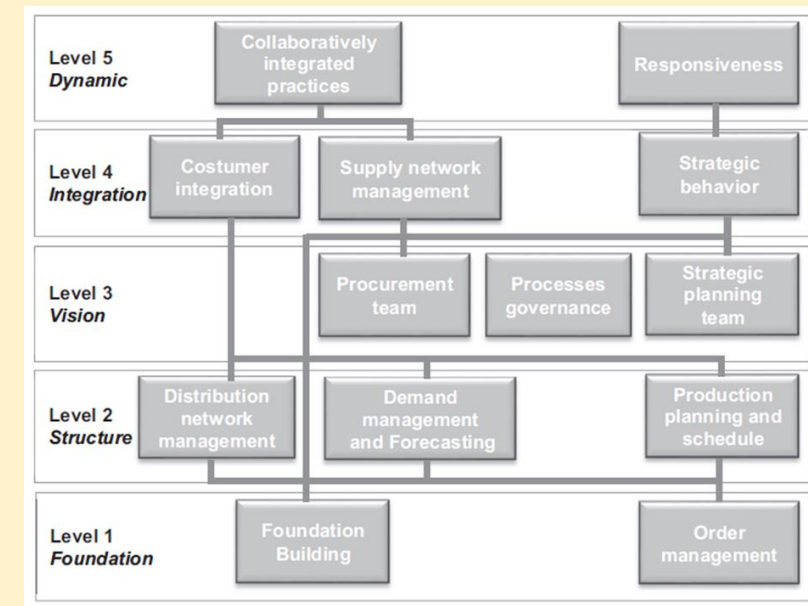 Level 5
Dynamic
Collaboratively
integrated
practices
Responsiveness
Level 4
Integration
Costumer
integration
Supply network
management
Strategic
behavior
Level 3
Vision
Procurement
team
Processes
governance
Strategic
planning
team
Level 2
Structure
Distribution
network
management
Demand
management
and Forecasting
Production
planning and
schedule
Level 1
Foundation
Foundation
Building
Order
management